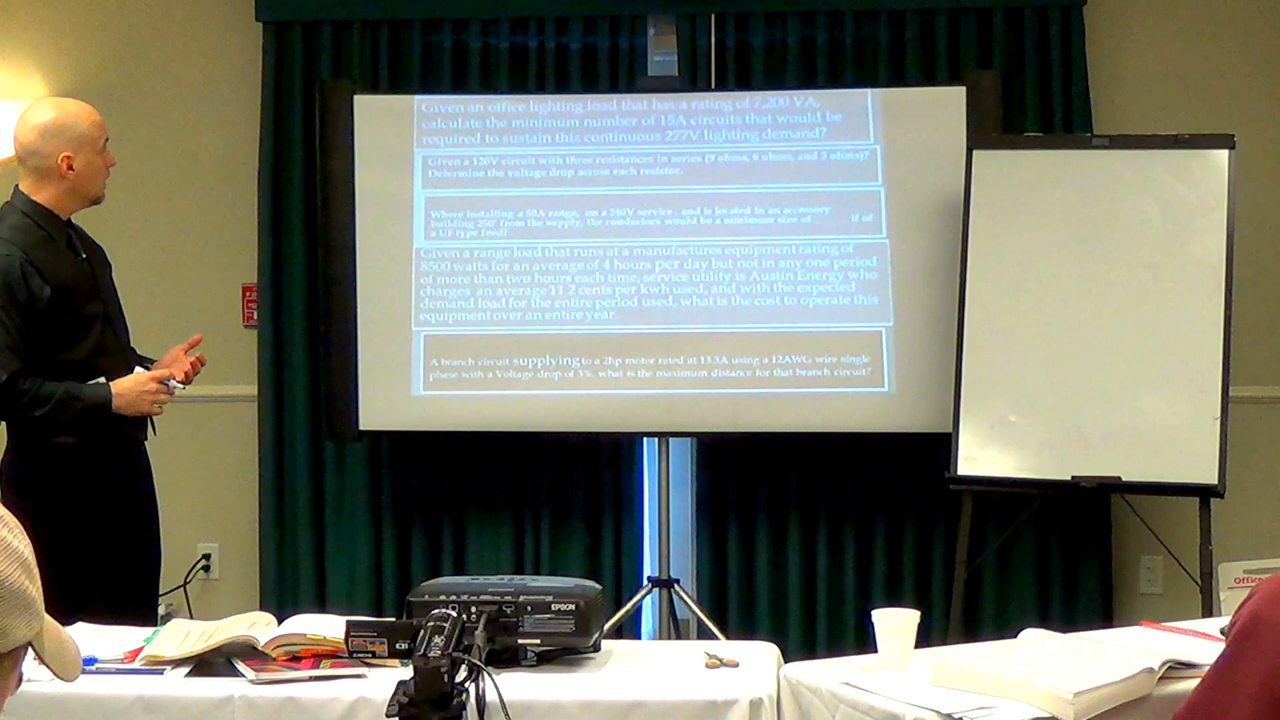 Given an office lighting load that has a rating of 7,200 VA,
calculate the minimum number of 15A circuits that would be
required to sustain this continuous 277V lighting demand?
Given a 120V circuit with three resistances in series (9 ohms, 6 ohms, and 3 ohms)?
Determine the voltage drop across each resistor.
Where installing a 50A range, on a 240V service, and is located in an accessory
building 250' from the supply, the conductors would be a minimum size of if of
a UF type feed?
Given a range load that runs at a manufactures equipment rating of
8500 watts for an average of 4 hours per day but not in any one period
of more than two hours each time, service utility is Austin Energy who
charges an average 11.2 cents per kwh used, and with the expected
demand load for the entire period used, what is the cost to operate this
equipment over an entire year.
A branch circuit supplying to a 2hp motor rated at 13.3A using a 12AWG wire single
phase with a Voltage drop of 3% what is the maximum distance for that branch circuit?
EPSON
Office